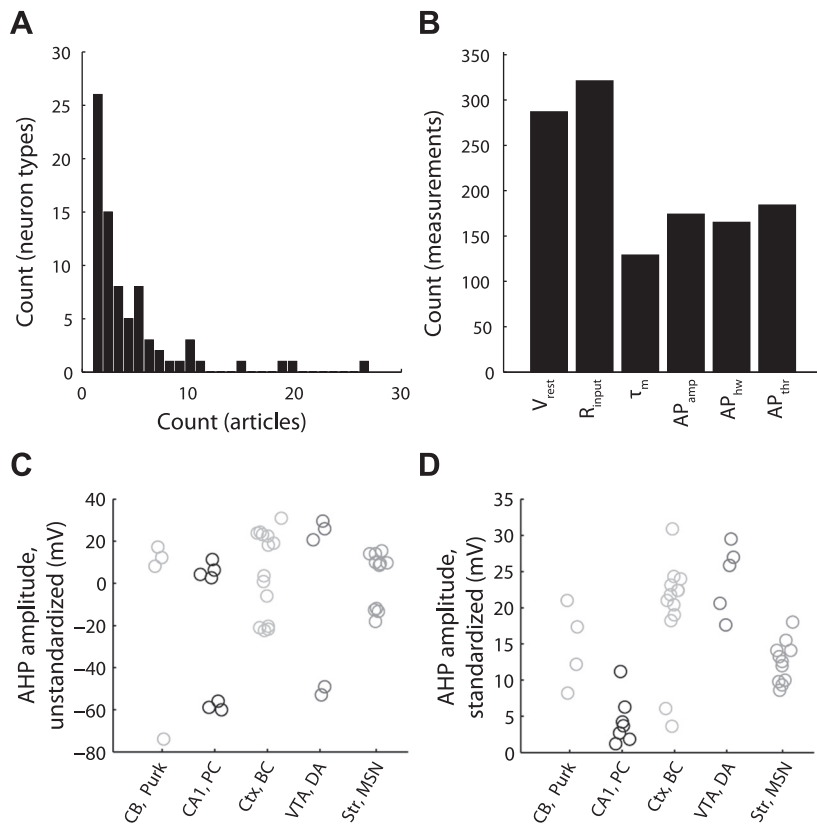 A
30
25
20
15
10
5
0
0 10 20 30
Count (neuron types)
Count (articles)
B
350
300
250
200
150
100
50
0
Count (measurements)
Vrest
Rinput
τm
APamp
APhw
APthr
C
40
20
0
−20
−40
−60
−80
AHP amplitude,
unstandardized (mV)
CB, Purk
CA1, PC
Ctx, BC
VTA, DA
Str, MSN
D
35
30
25
20
15
10
5
0
AHP amplitude,
standardized (mV)
CB, Purk
CA1, PC
Ctx, BC
VTA, DA
Str, MSN